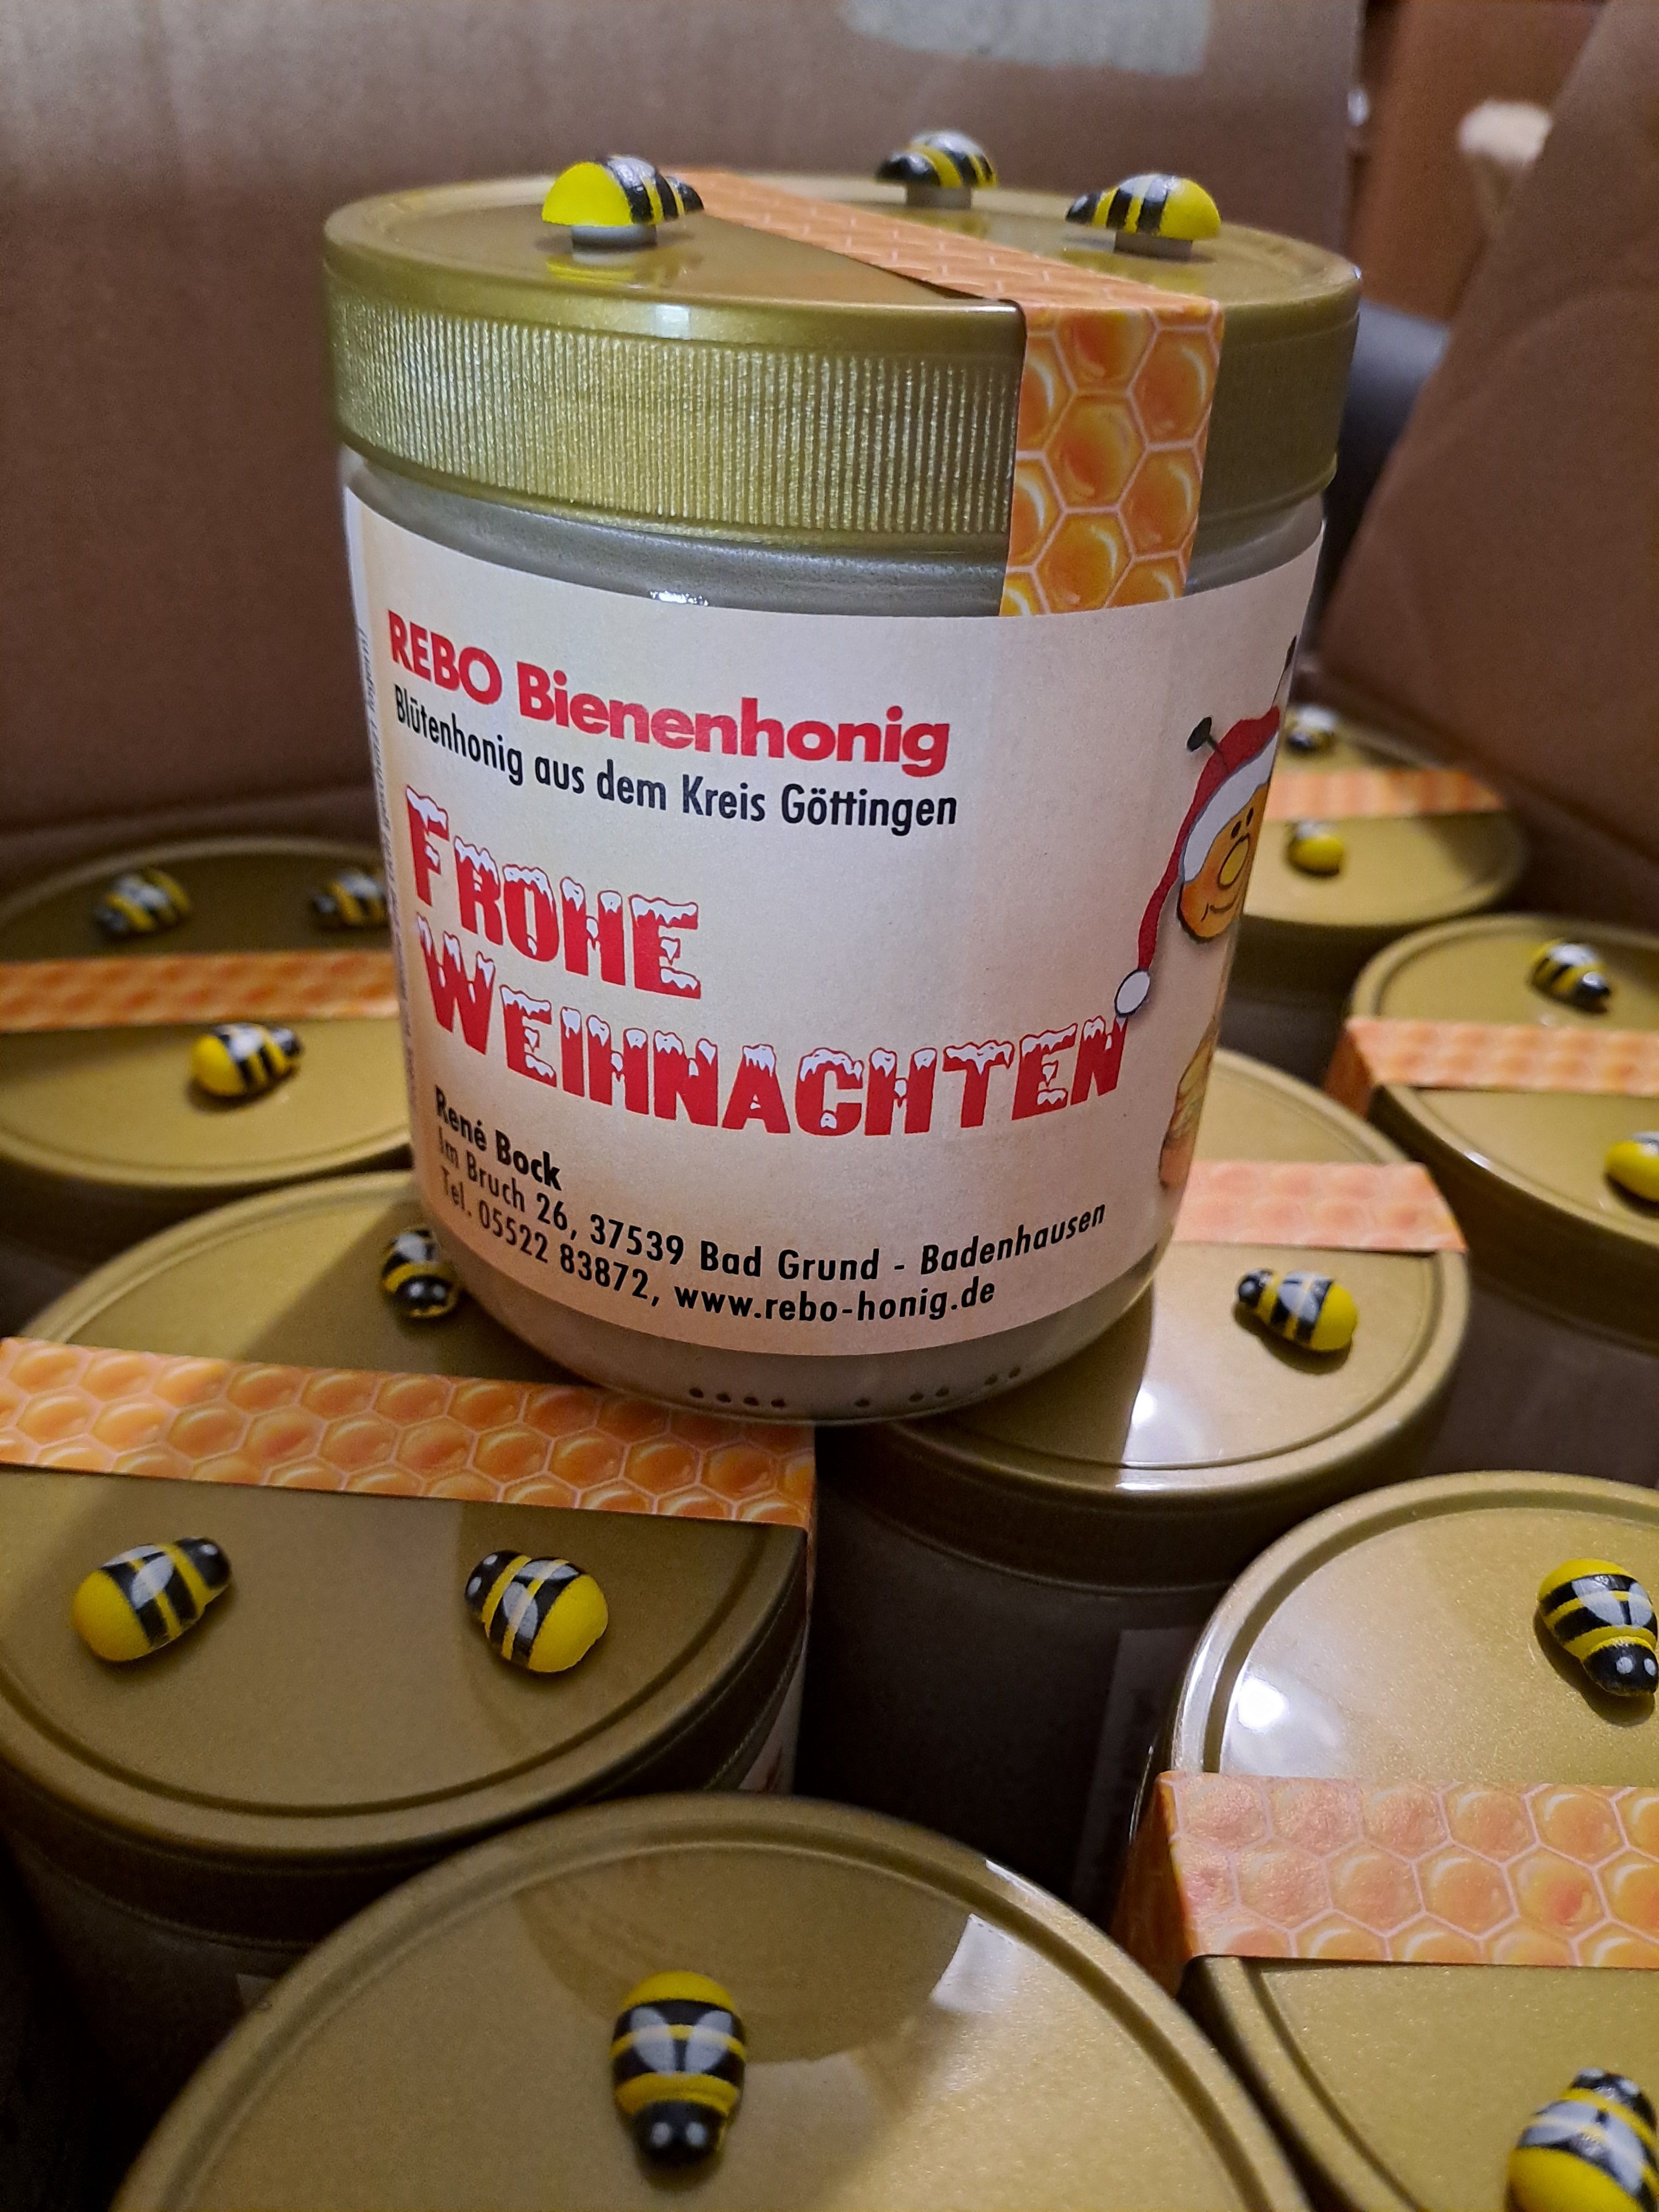 REBO Bienenhonig
Blütenhonig aus dem Kreis Göttingen
FROHE
WEIHNACHTEN
René Bock
Im Bruch 26, 37539 Bad Grund - Badenhausen
Tel. 05522 83872, www.rebo-honig.de